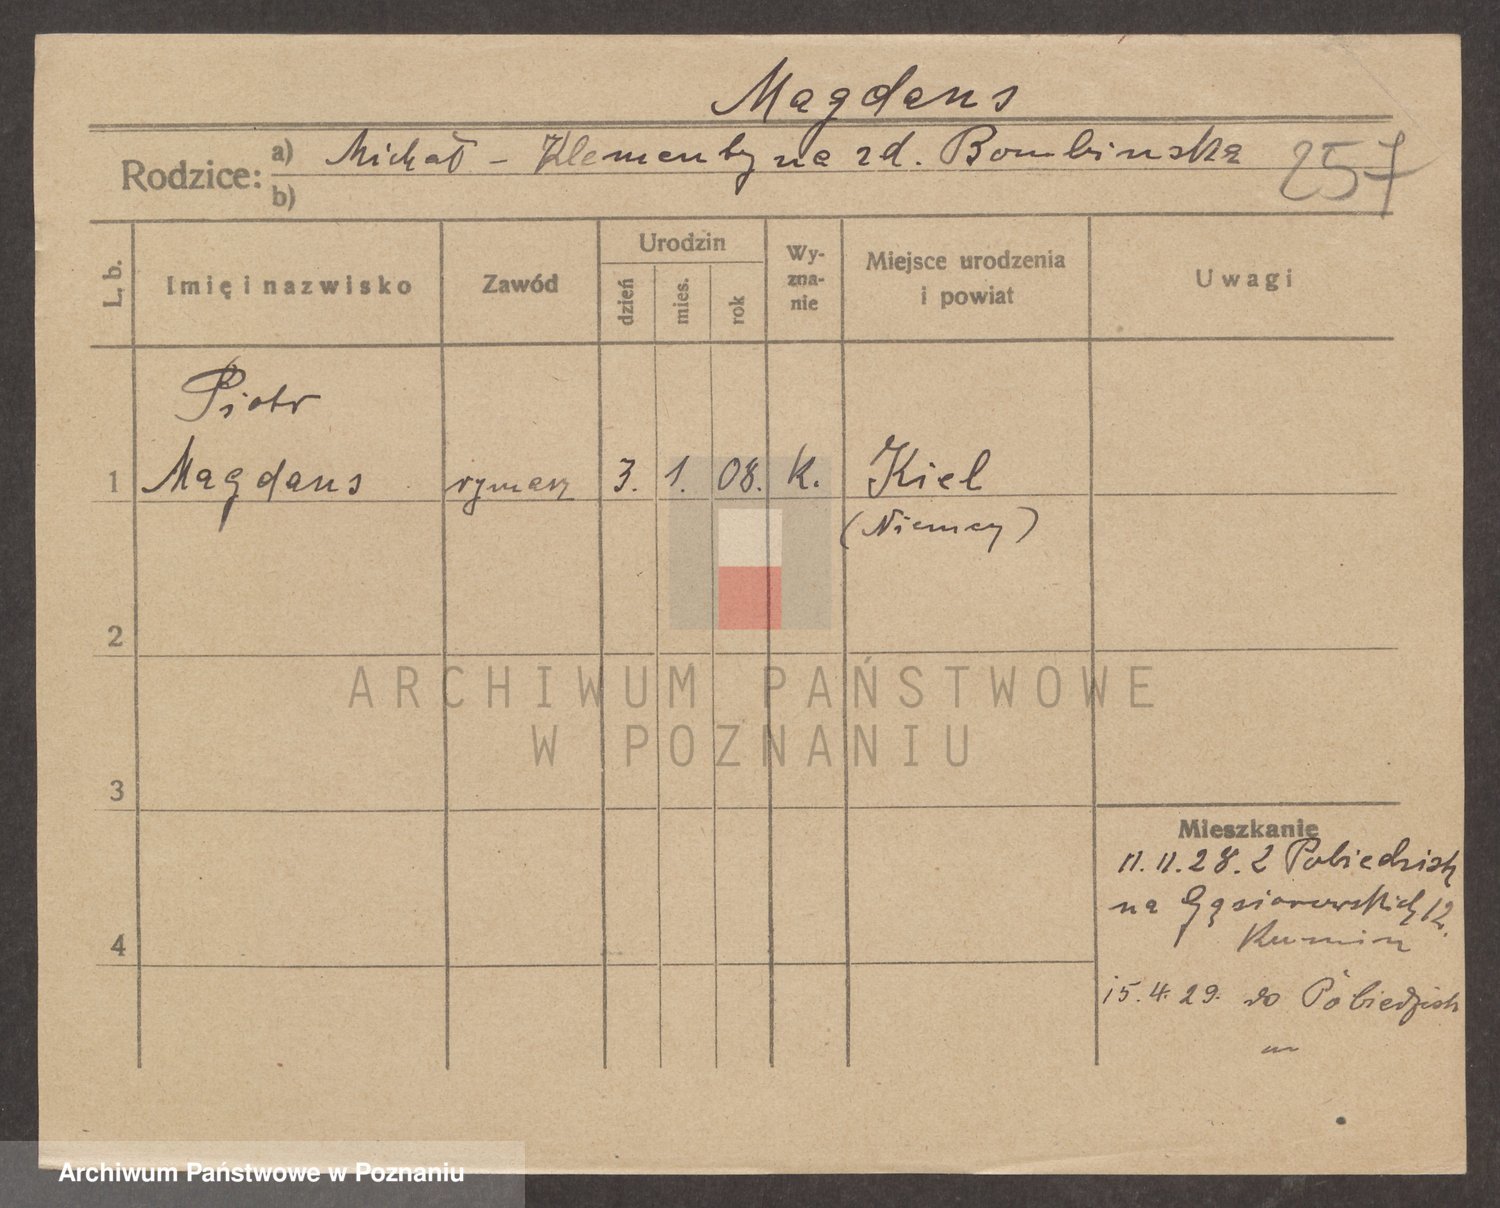 Magdans
Rodzice:
a) Michał - Klementyna zd. Bombinska
257
b)
L. b.
Imię i nazwisko
Zawód
Urodzin
dzień
mies.
rok
Wy-
zna-
nie
Miejsce urodzenia
i powiat
Uwagi
Piotr
1 Magdans rymarz 3. 1. 08. K. Kiel
(Niemcy)
2
ARCHIWUM PAŃSTWOWE
W POZNANIU
3
Mieszkanie
11.11.28. z Pobiedzisk
na Gąsiorowskich 12.
4
15.4.29. do Pobiedzisk
Archiwum Państwowe w Poznaniu